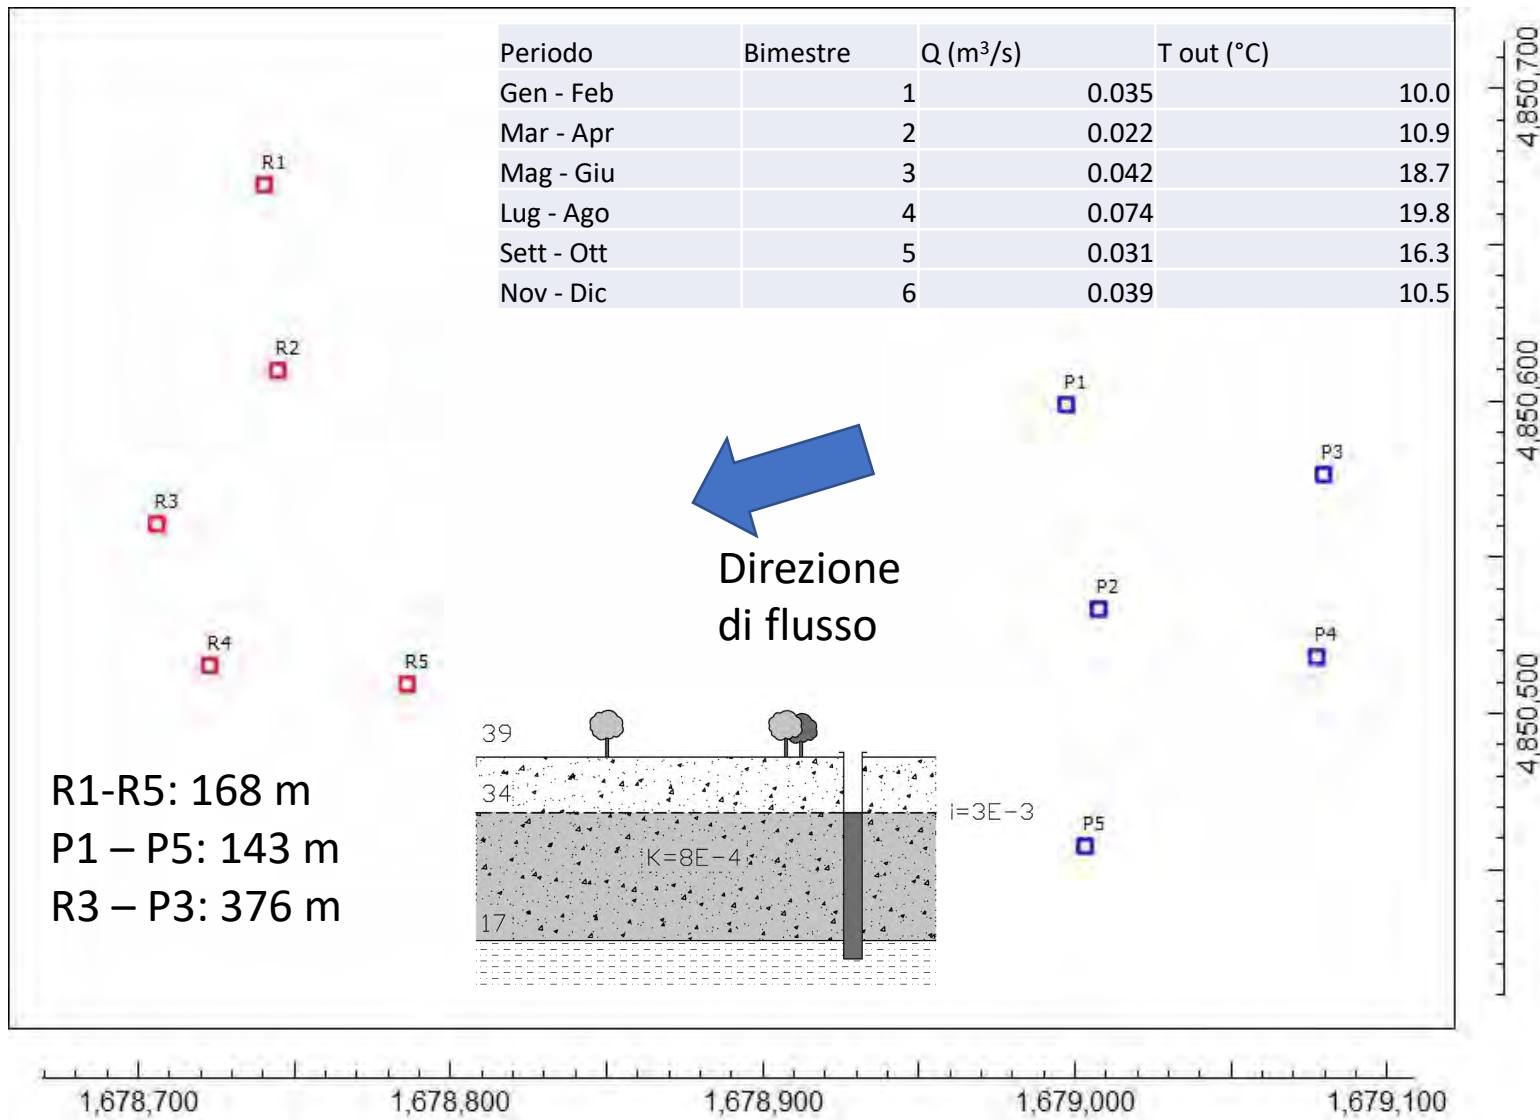 Periodo Bimestre Q (m³/s) T out (°C)
Gen - Feb 1 0.035 10.0
Mar - Apr 2 0.022 10.9
Mag - Giu 3 0.042 18.7
Lug - Ago 4 0.074 19.8
Sett - Ott 5 0.031 16.3
Nov - Dic 6 0.039 10.5
R1
R2
R3
R4
R5
P1
P3
P2
P4
P5
Direzione
di flusso
R1-R5: 168 m
P1 – P5: 143 m
R3 – P3: 376 m
39
34
i=3E-3
K=8E-4
17
4,850,700
4,850,600
4,850,500
1,678,700 1,678,800 1,678,900 1,679,000 1,679,100